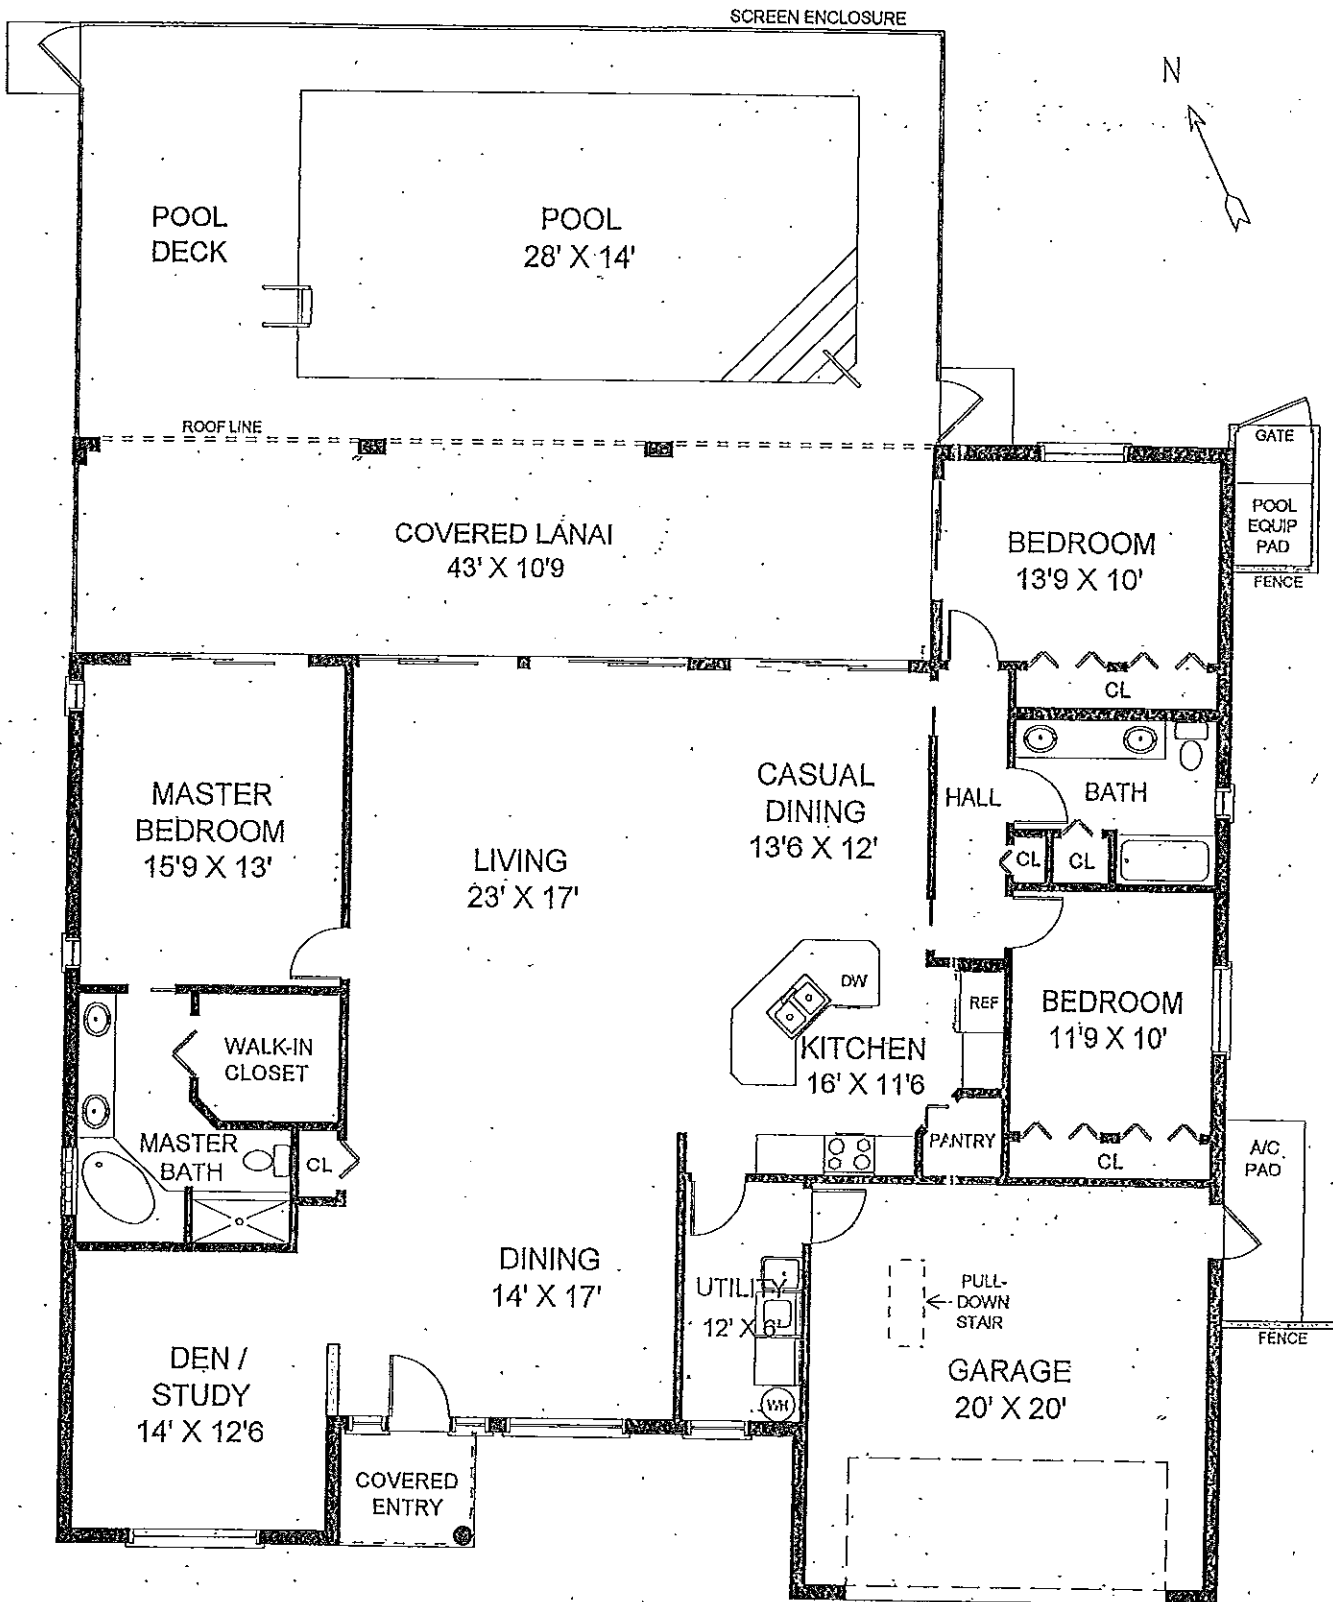 SCREEN ENCLOSURE
N
POOL
DECK
POOL
28' X 14'
ROOF LINE
GATE
POOL
EQUIP
PAD
FENCE
COVERED LANAI
43' X 10'9
BEDROOM
13'9 X 10'
CL
MASTER
BEDROOM
15'9 X 13'
LIVING
23' X 17'
CASUAL
DINING
13'6 X 12'
HALL
BATH
CL
CL
DW
REF
BEDROOM
11'9 X 10'
WALK-IN
CLOSET
KITCHEN
16' X 11'6
MASTER
BATH
CL
PANTRY
CL
A/C
PAD
DINING
14' X 17'
UTILITY
12' X 6'
WH
PULL-
DOWN
STAIR
FENCE
DEN /
STUDY
14' X 12'6
GARAGE
20' X 20'
COVERED
ENTRY